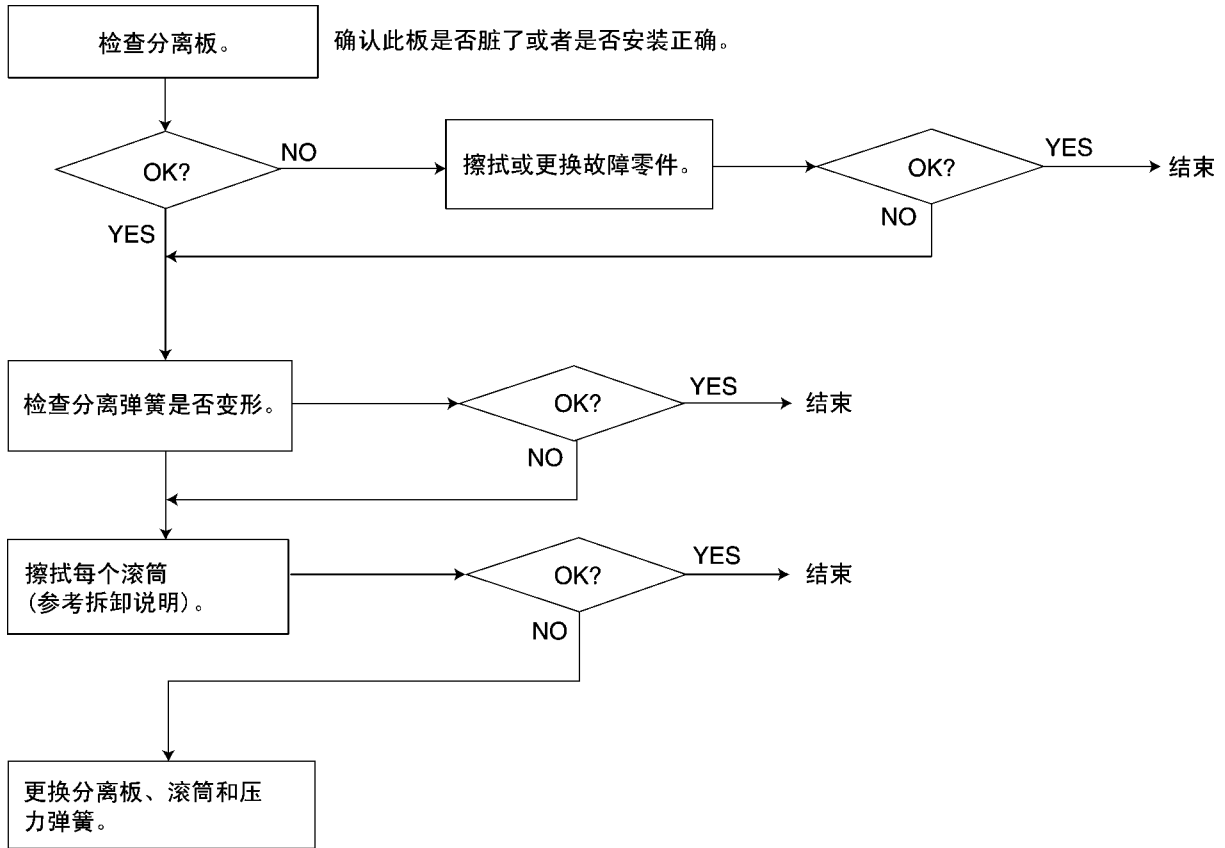 检查分离板。
确认此板是否脏了或者是否安装正确。
OK?
NO
擦拭或更换故障零件。
OK?
YES
结束
NO
YES
检查分离弹簧是否变形。
OK?
YES
结束
NO
擦拭每个滚筒
(参考拆卸说明)。
OK?
YES
结束
NO
更换分离板、滚筒和压
力弹簧。